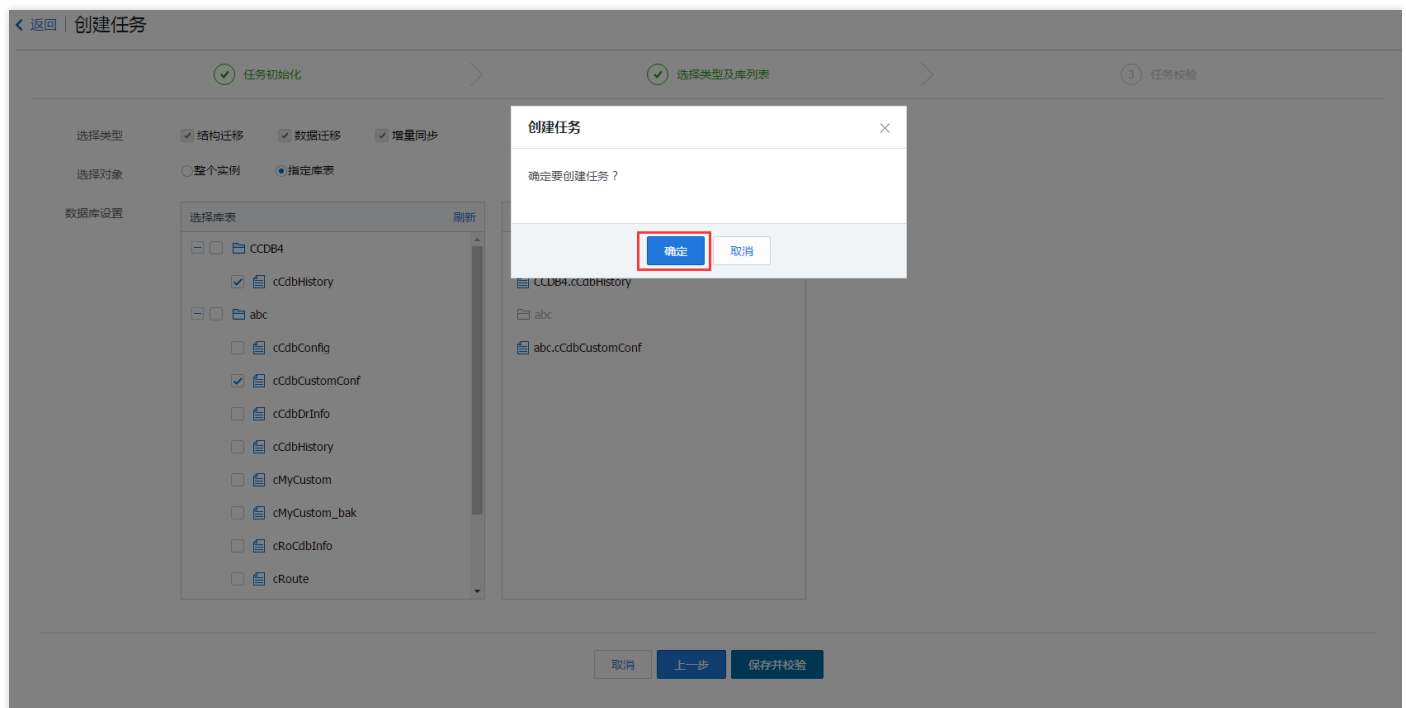 返回 创建任务
任务初始化 选择类型及库列表 3 任务校验
创建任务
确定要创建任务？
确定 取消
选择类型 结构迁移 数据迁移 增量同步
选择对象 整个实例 指定库表
数据库设置
选择库表 刷新
CCDB4
cCdbHistory
abc
cCdbConfig
cCdbCustomConf
cCdbDrInfo
cCdbHistory
cMyCustom
cMyCustom_bak
cRoCdbInfo
cRoute
CCDB4.cCdbHistory
abc
abc.cCdbCustomConf
取消 上一步 保存并校验